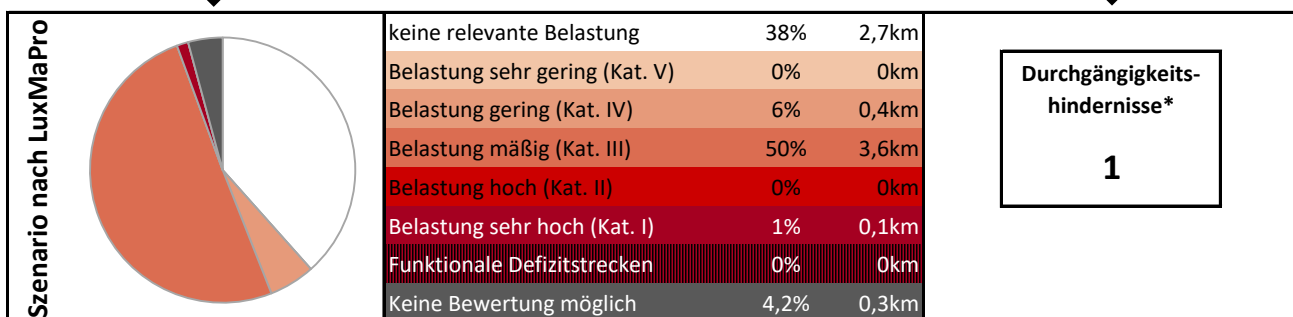 Szenario nach LuxMaPro
keine relevante Belastung 38% 2,7km
Belastung sehr gering (Kat. V) 0% 0km
Belastung gering (Kat. IV) 6% 0,4km
Belastung mäßig (Kat. III) 50% 3,6km
Belastung hoch (Kat. II) 0% 0km
Belastung sehr hoch (Kat. I) 1% 0,1km
Funktionale Defizitstrecken 0% 0km
Keine Bewertung möglich 4,2% 0,3km
Durchgängigkeits-
hindernisse*
1